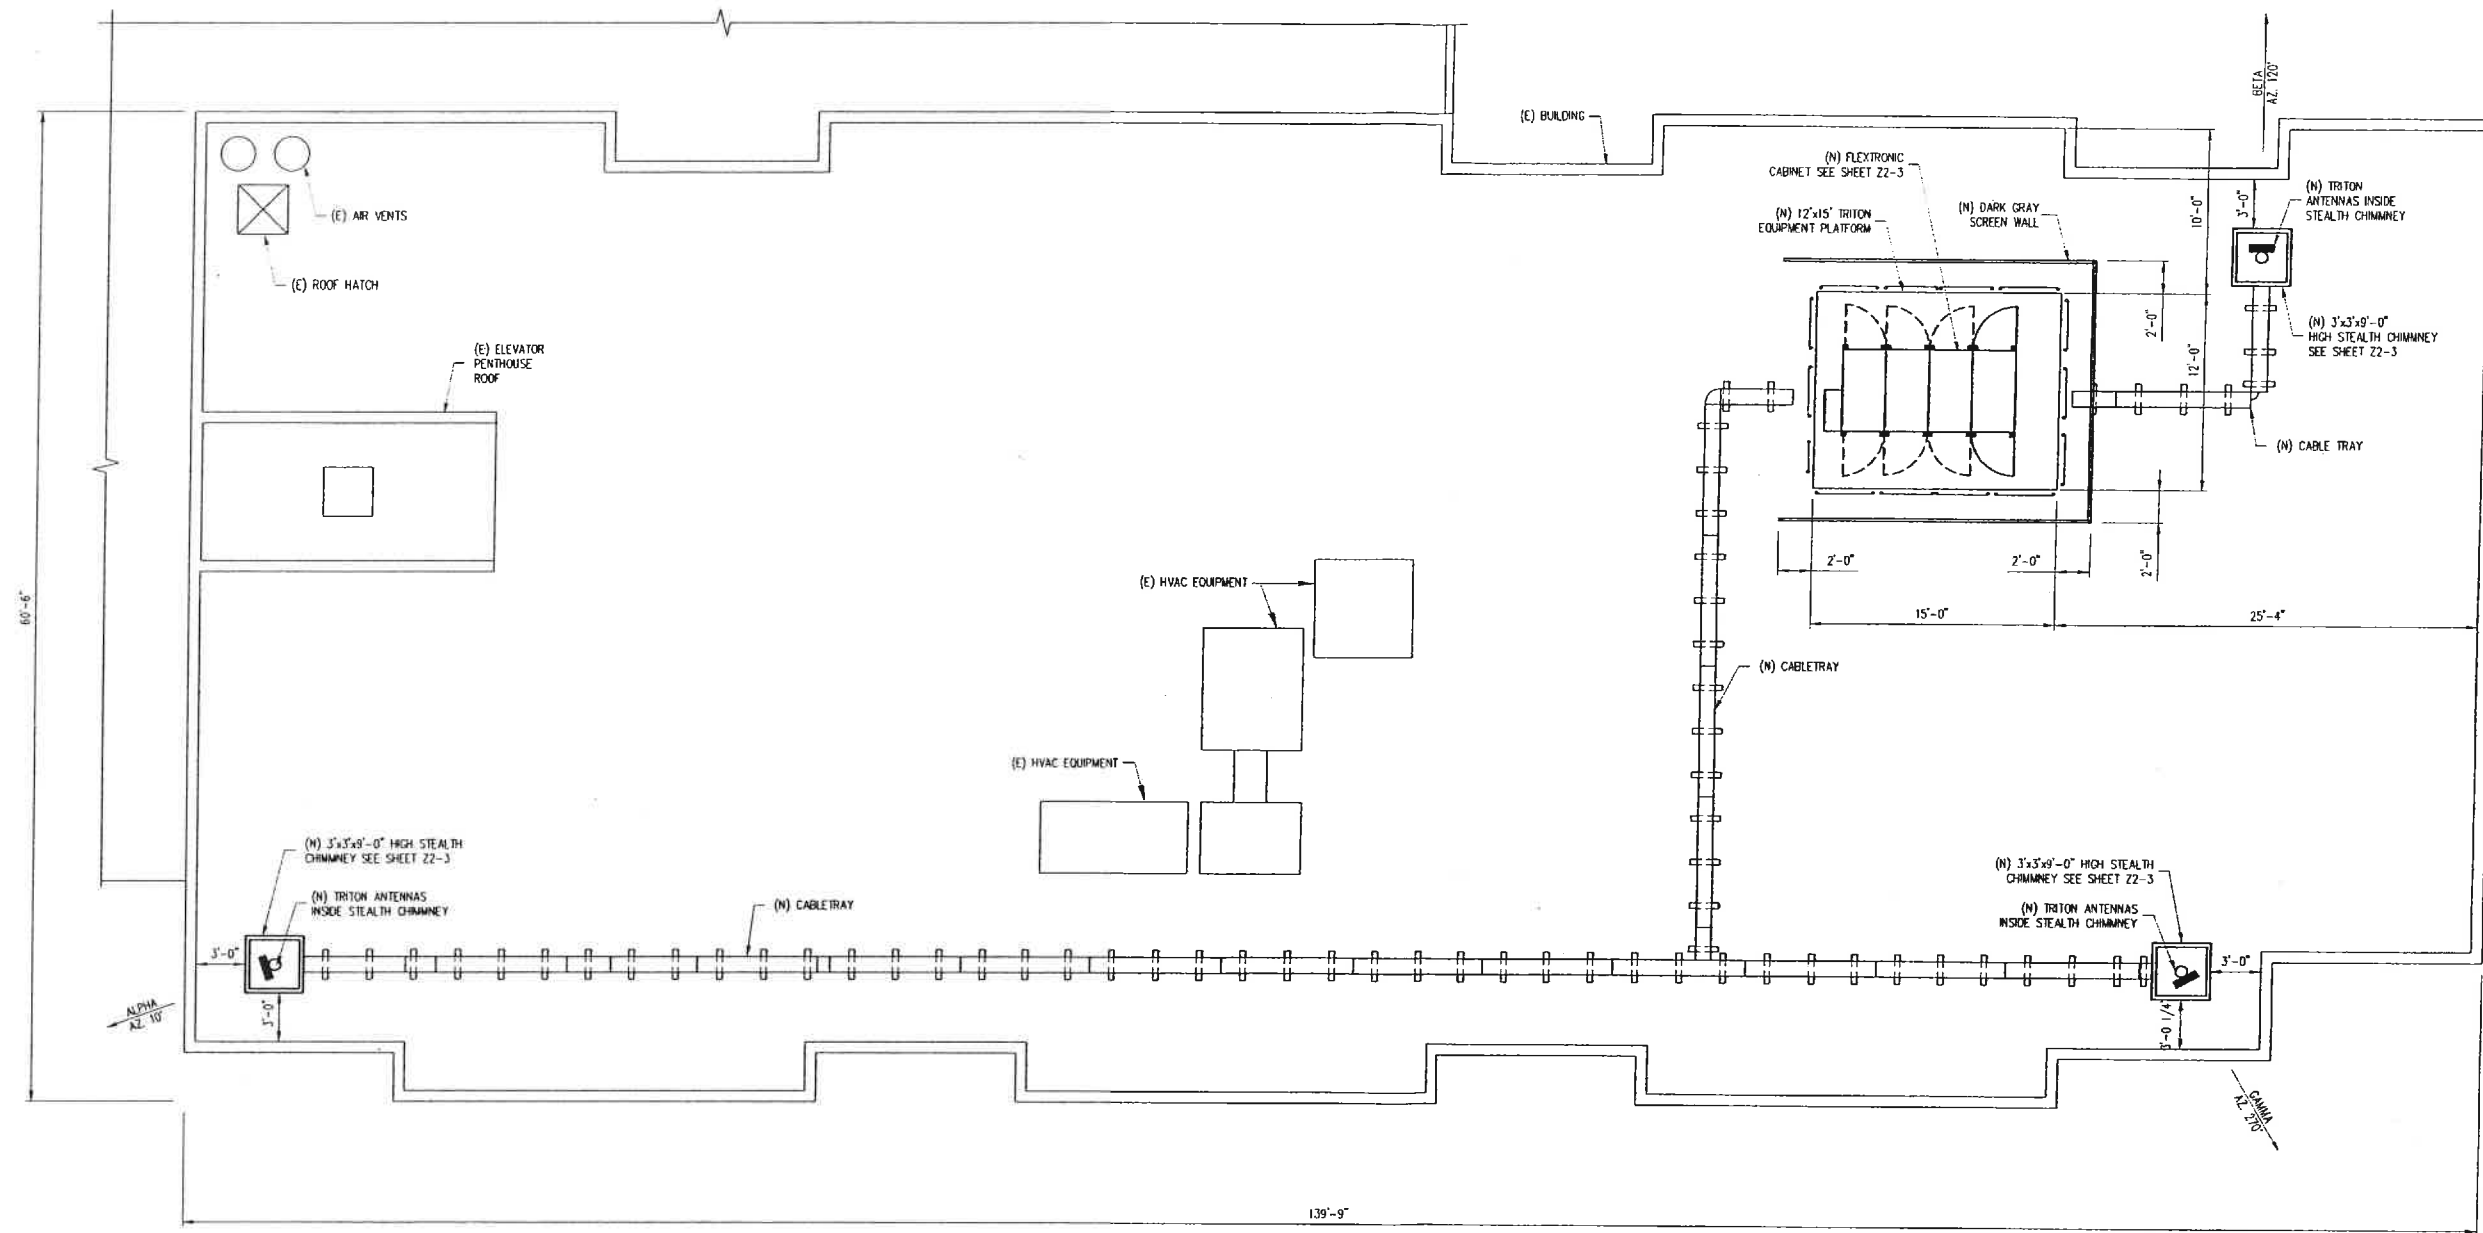 BETA
AZ. 120°
(E) BUILDING
(N) FLEXTRONIC
CABINET SEE SHEET Z2-3
(N) TRITON
ANTENNAS INSIDE
STEALTH CHIMMNEY
(N) 12'x15' TRITON
EQUIPMENT PLATFORM
(N) DARK GRAY
SCREEN WALL
3'-0"
10'-0"
(E) AIR VENTS
(E) ROOF HATCH
2'-0"
(N) 3'x3'x9'-0"
HIGH STEALTH CHIMMNEY
SEE SHEET Z2-3
(E) ELEVATOR
PENTHOUSE
ROOF
12'-0"
(N) CABLE TRAY
2'-0"
2'-0"
2'-0"
(E) HVAC EQUIPMENT
60'-6"
15'-0"
25'-4"
(N) CABLETRAY
(E) HVAC EQUIPMENT
(N) 3'x3'x9'-0" HIGH STEALTH
CHIMMNEY SEE SHEET Z2-3
(N) 3'x3'x9'-0" HIGH STEALTH
CHIMMNEY SEE SHEET Z2-3
(N) TRITON ANTENNAS
INSIDE STEALTH CHIMMNEY
(N) CABLETRAY
(N) TRITON ANTENNAS
INSIDE STEALTH CHIMMNEY
3'-0"
3'-0"
ALPHA
AZ. 10°
3'-0"
3'-0 1/4"
GAMMA
AZ. 270°
139'-9"